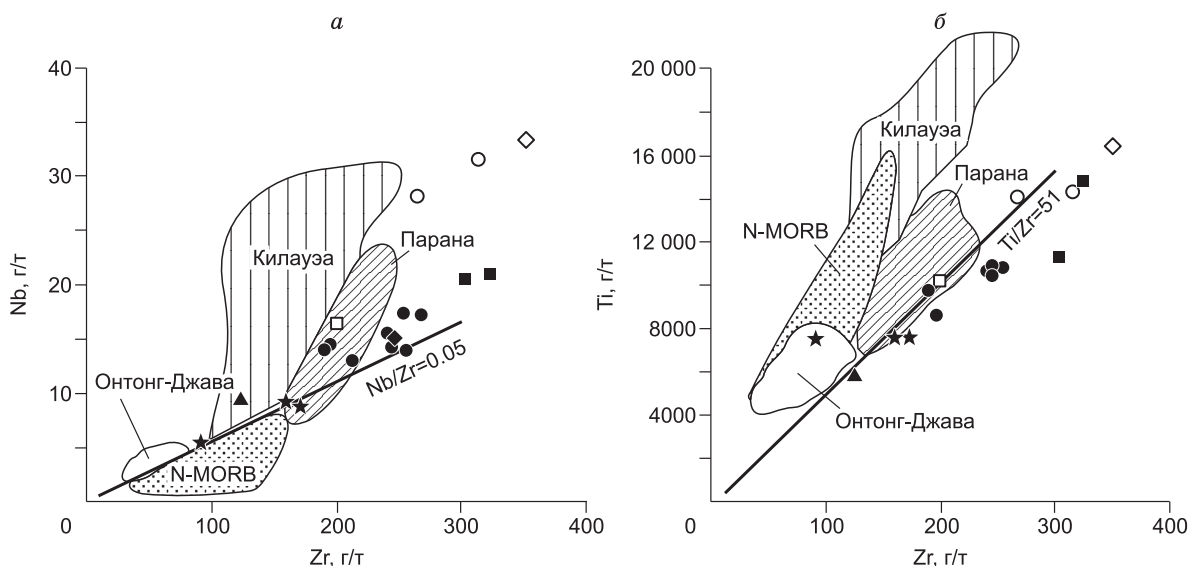 а
40
30
20
10
0
Nb, г/т
Килауэа
Парана
Онтонг-Джава
N-MORB
Nb/Zr=0.05
100
200
300
400
Zr, г/т
б
20 000
16 000
12 000
8000
4000
0
Ti, г/т
Килауэа
Парана
N-MORB
Ti/Zr=51
Онтонг-Джава
100
200
300
400
Zr, г/т